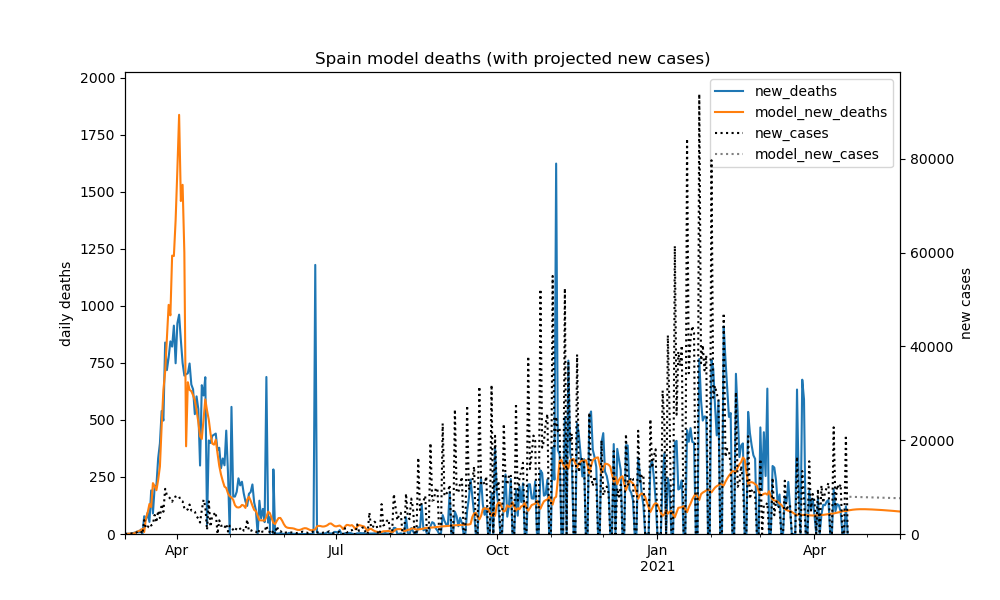 Spain model deaths (with projected new cases)
new_deaths
model_new_deaths
new_cases
model_new_cases
2000
1750
1500
1250
1000
750
500
250
0
daily deaths
80000
60000
40000
20000
0
new cases
Apr
Jul
Oct
Jan
2021
Apr